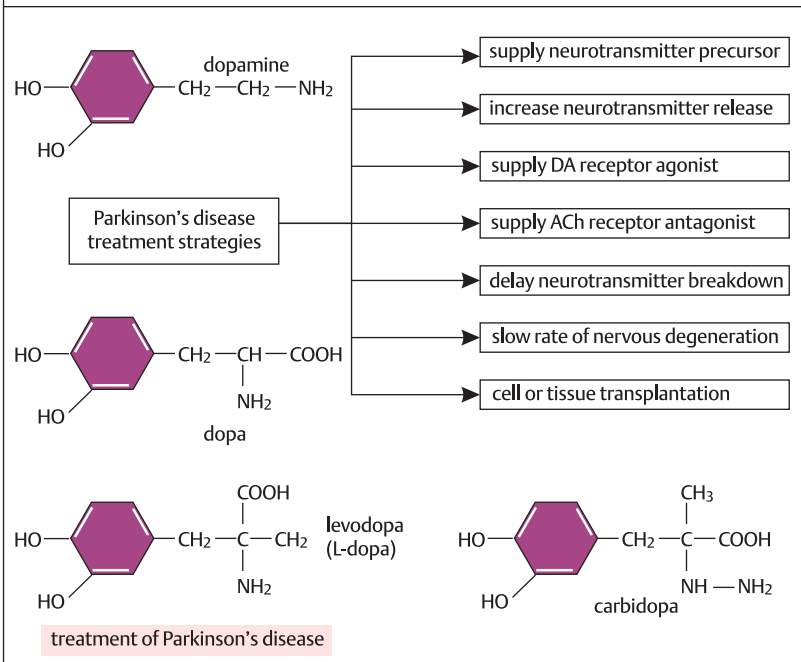 dopamine
HO
CH2
CH2
NH2
HO
supply neurotransmitter precursor
increase neurotransmitter release
supply DA receptor agonist
Parkinson's disease
treatment strategies
supply ACh receptor antagonist
delay neurotransmitter breakdown
slow rate of nervous degeneration
cell or tissue transplantation
HO
CH2
CH
COOH
HO
NH2
dopa
COOH
HO
CH2
C
CH2
levodopa
(L-dopa)
NH2
HO
CH3
HO
CH2
C
COOH
HO
NH
NH2
carbidopa
treatment of Parkinson's disease